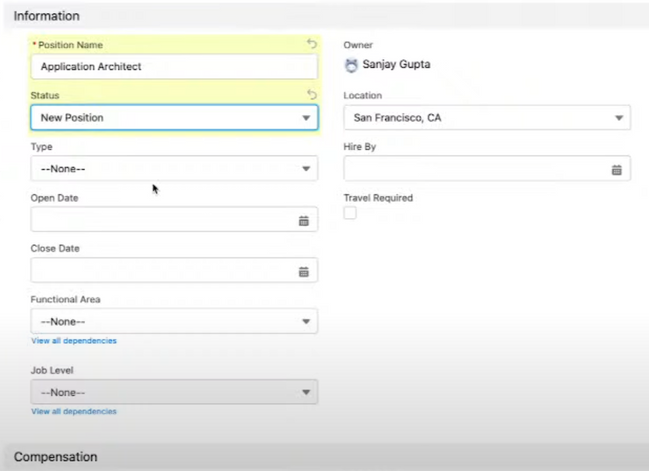 Information
* Position Name
Application Architect
Status
New Position
Type
--None--
Open Date
Close Date
Functional Area
--None--
View all dependencies
Job Level
--None--
View all dependencies
Owner
Sanjay Gupta
Location
San Francisco, CA
Hire By
Travel Required
Compensation